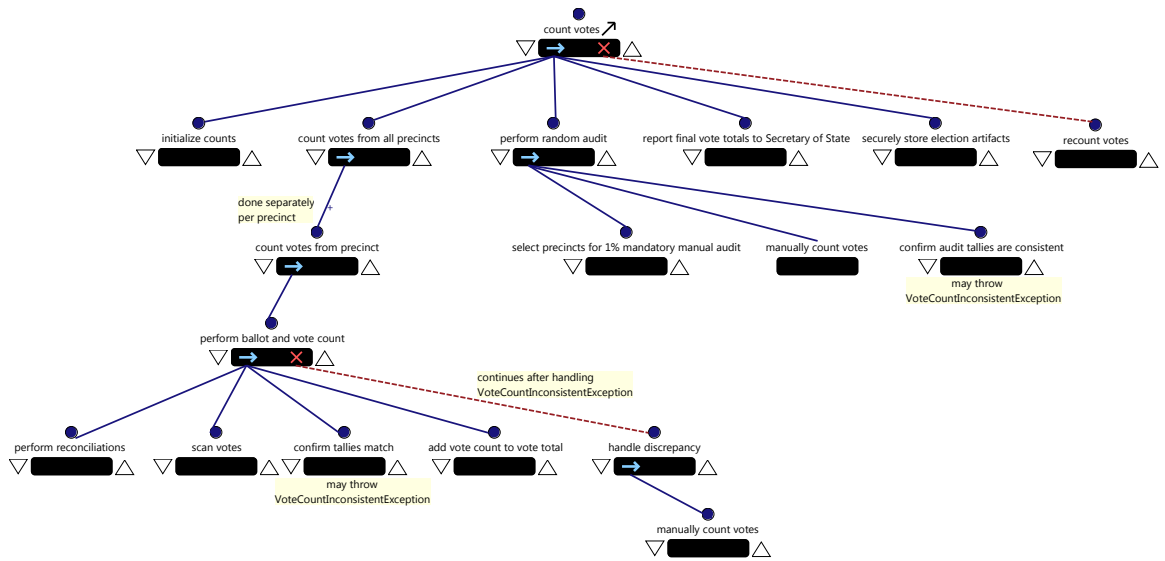 count votes
initialize counts
count votes from all precincts
perform random audit
report final vote totals to Secretary of State
securely store election artifacts
recount votes
done separately
per precinct
+
count votes from precinct
select precincts for 1% mandatory manual audit
manually count votes
confirm audit tallies are consistent
may throw
VoteCountInconsistentException
perform ballot and vote count
continues after handling
VoteCountInconsistentException
perform reconciliations
scan votes
confirm tallies match
add vote count to vote total
handle discrepancy
may throw
VoteCountInconsistentException
manually count votes